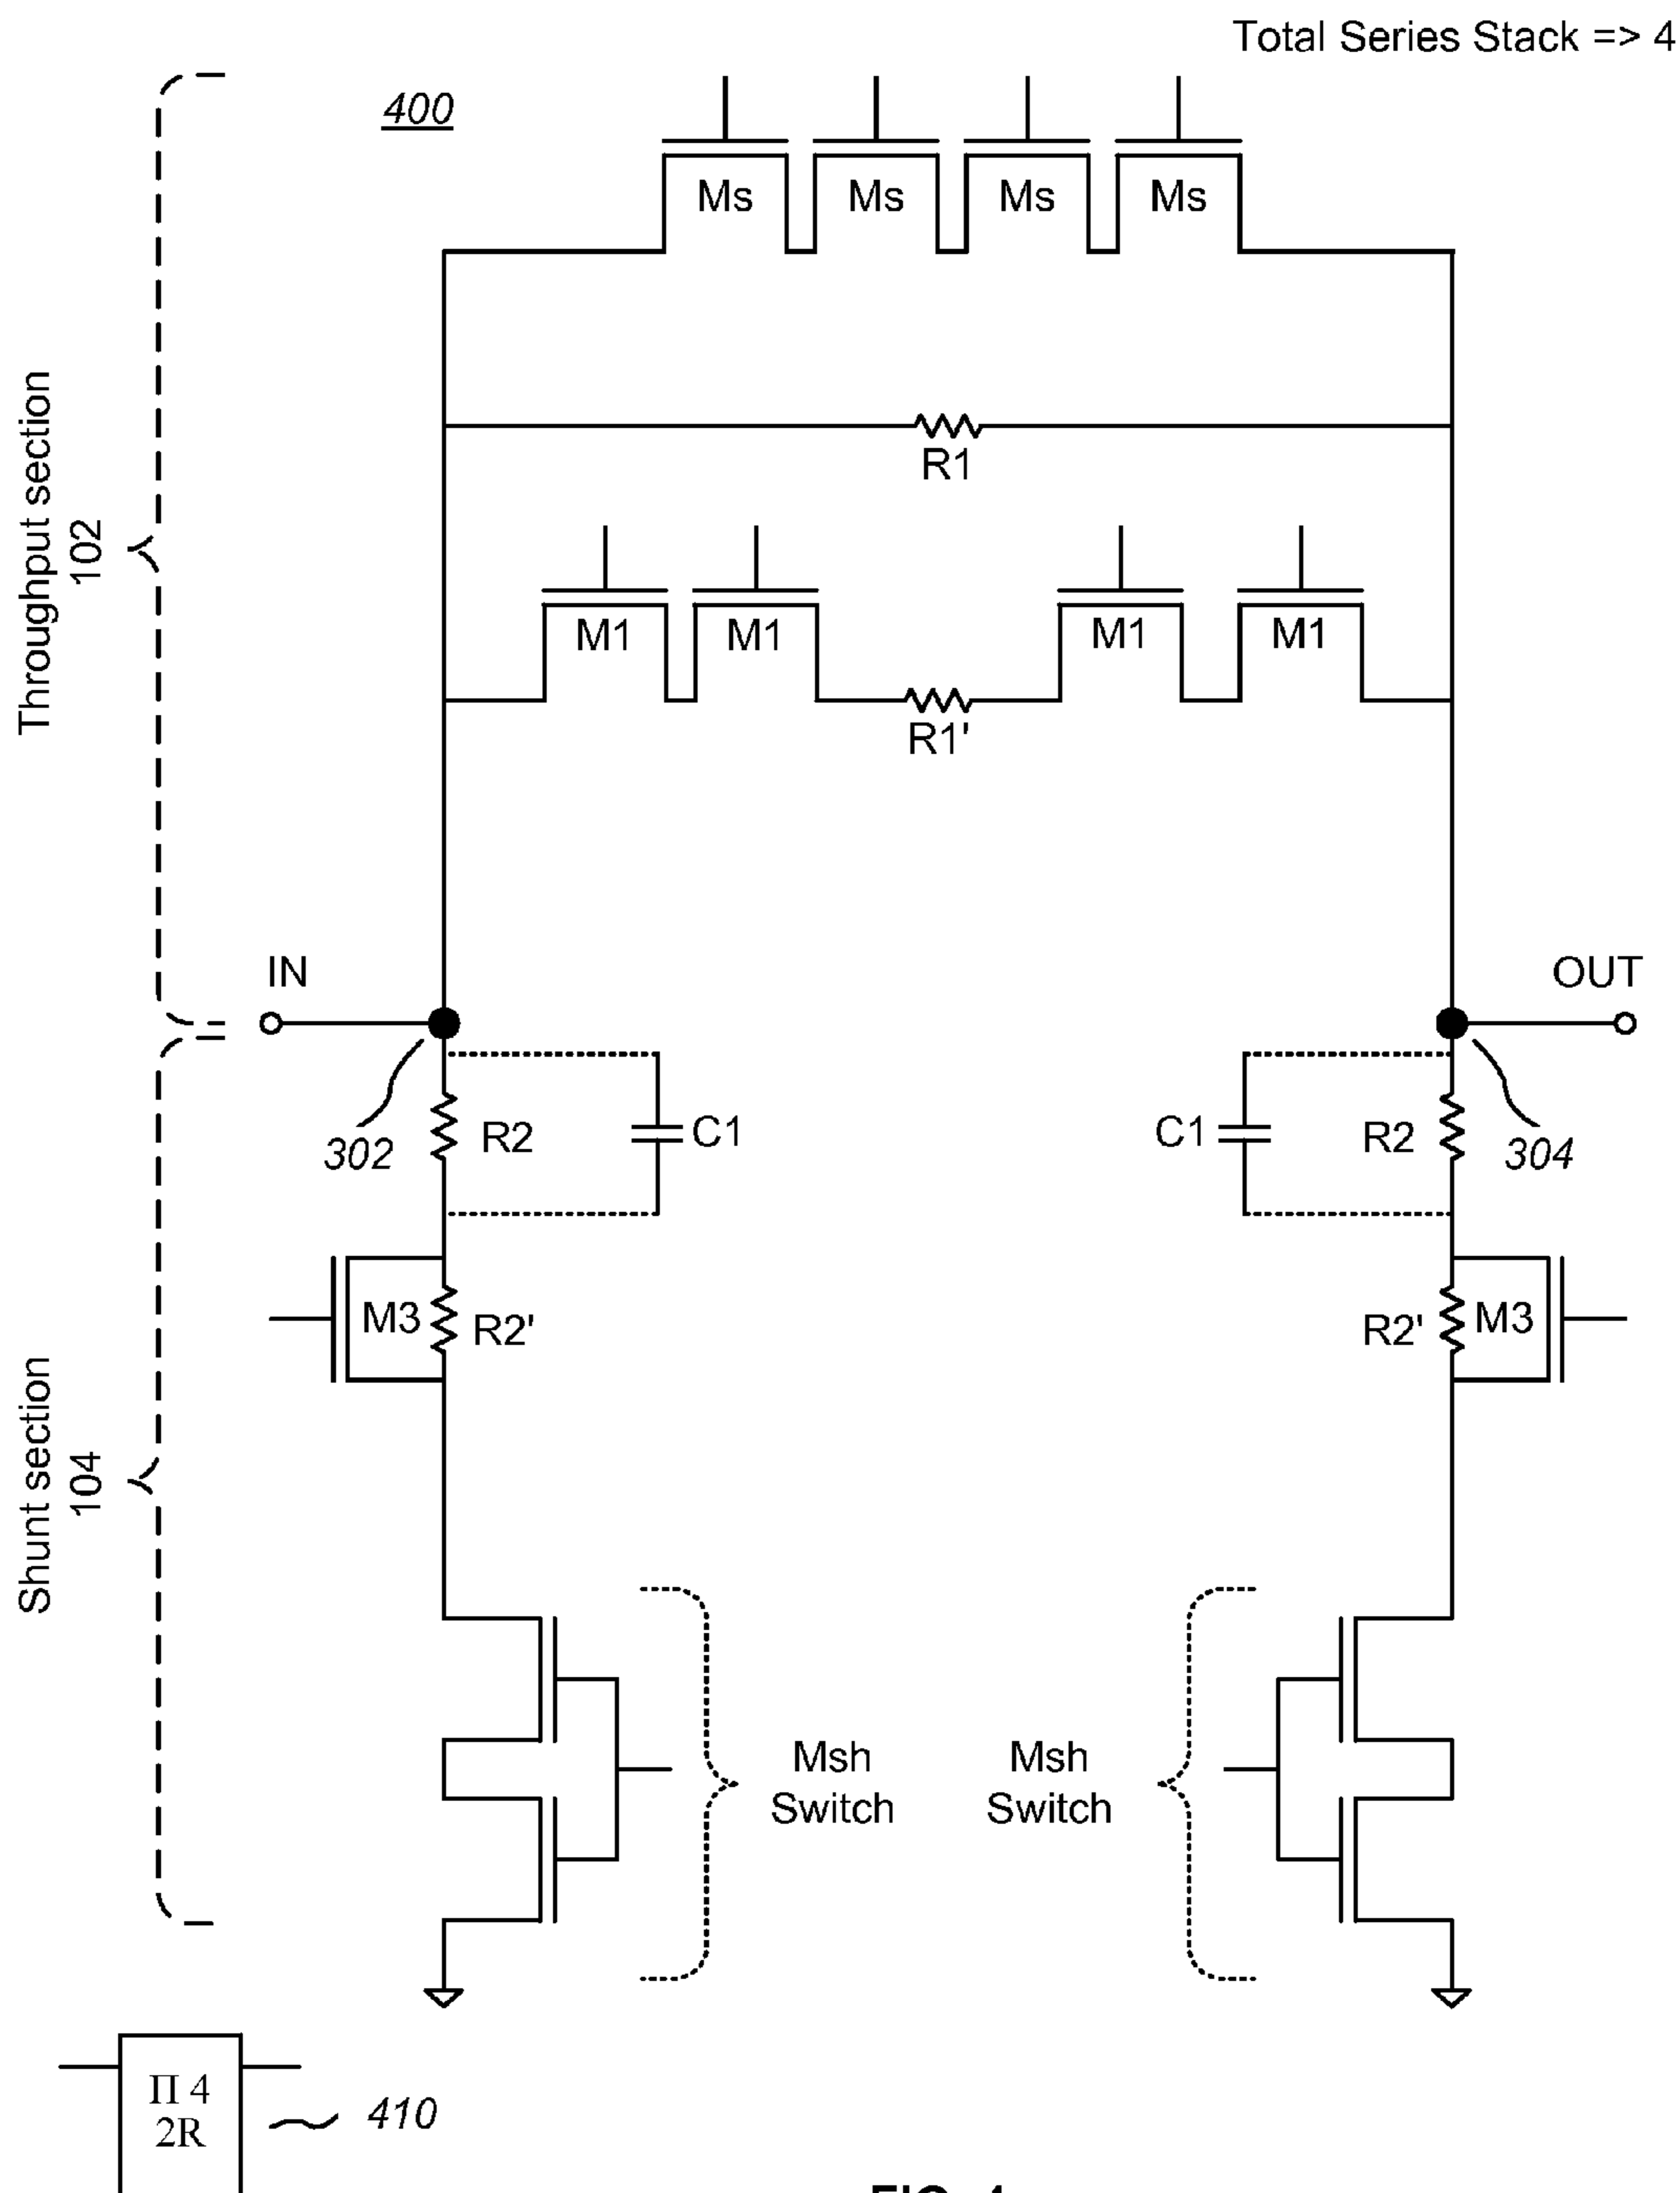 Total Series Stack => 4
400
Ms Ms Ms Ms
R1
M1 M1 M1 M1
R1'
Throughput section
102
IN
OUT
302
R2
C1
C1
R2
304
M3
R2'
R2'
M3
Shunt section
104
Msh
Switch
Msh
Switch
Π 4
2R
410